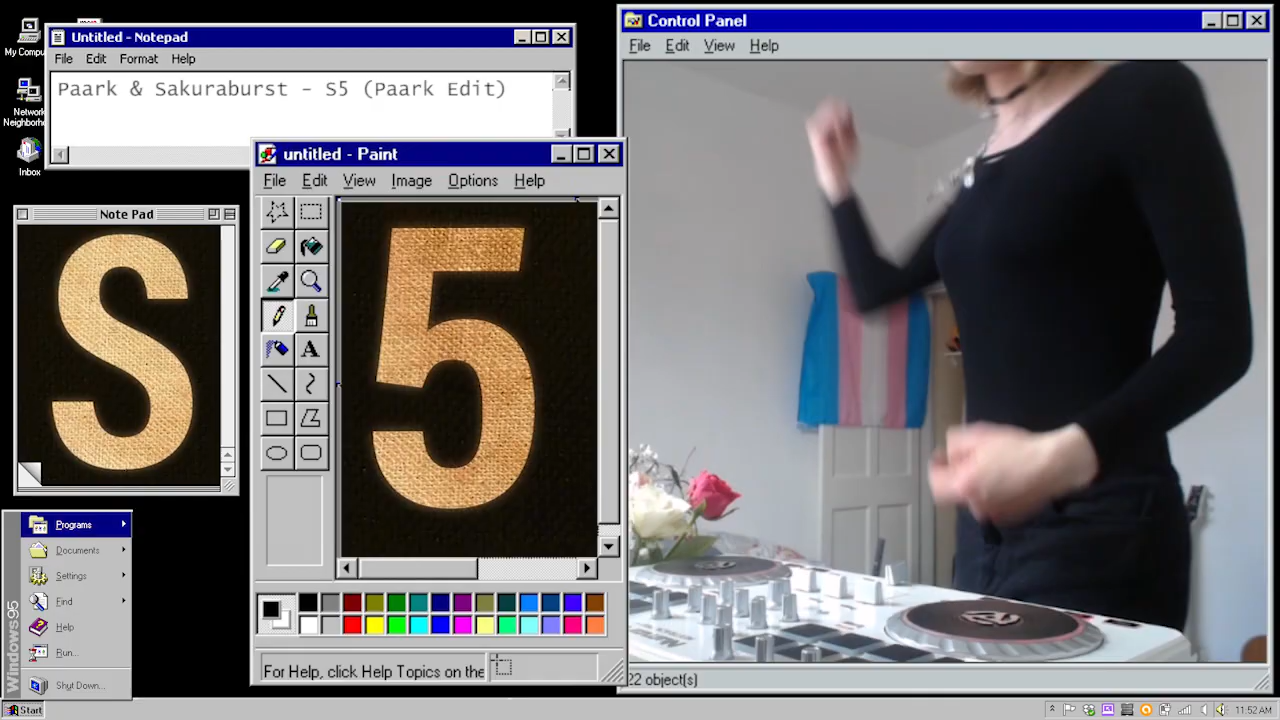 My Compu
Network
Neighborho
Inbox
Untitled - Notepad
File Edit Format Help
Paark & Sakuraburst - S5 (Paark Edit)
Note Pad
S
untitled - Paint
File Edit View Image Options Help
A
5
For Help, click Help Topics on the
Control Panel
File Edit View Help
22 object(s)
Windows95
Programs
Documents
Settings
Find
Help
Run...
Shut Down...
Start
11:52 AM